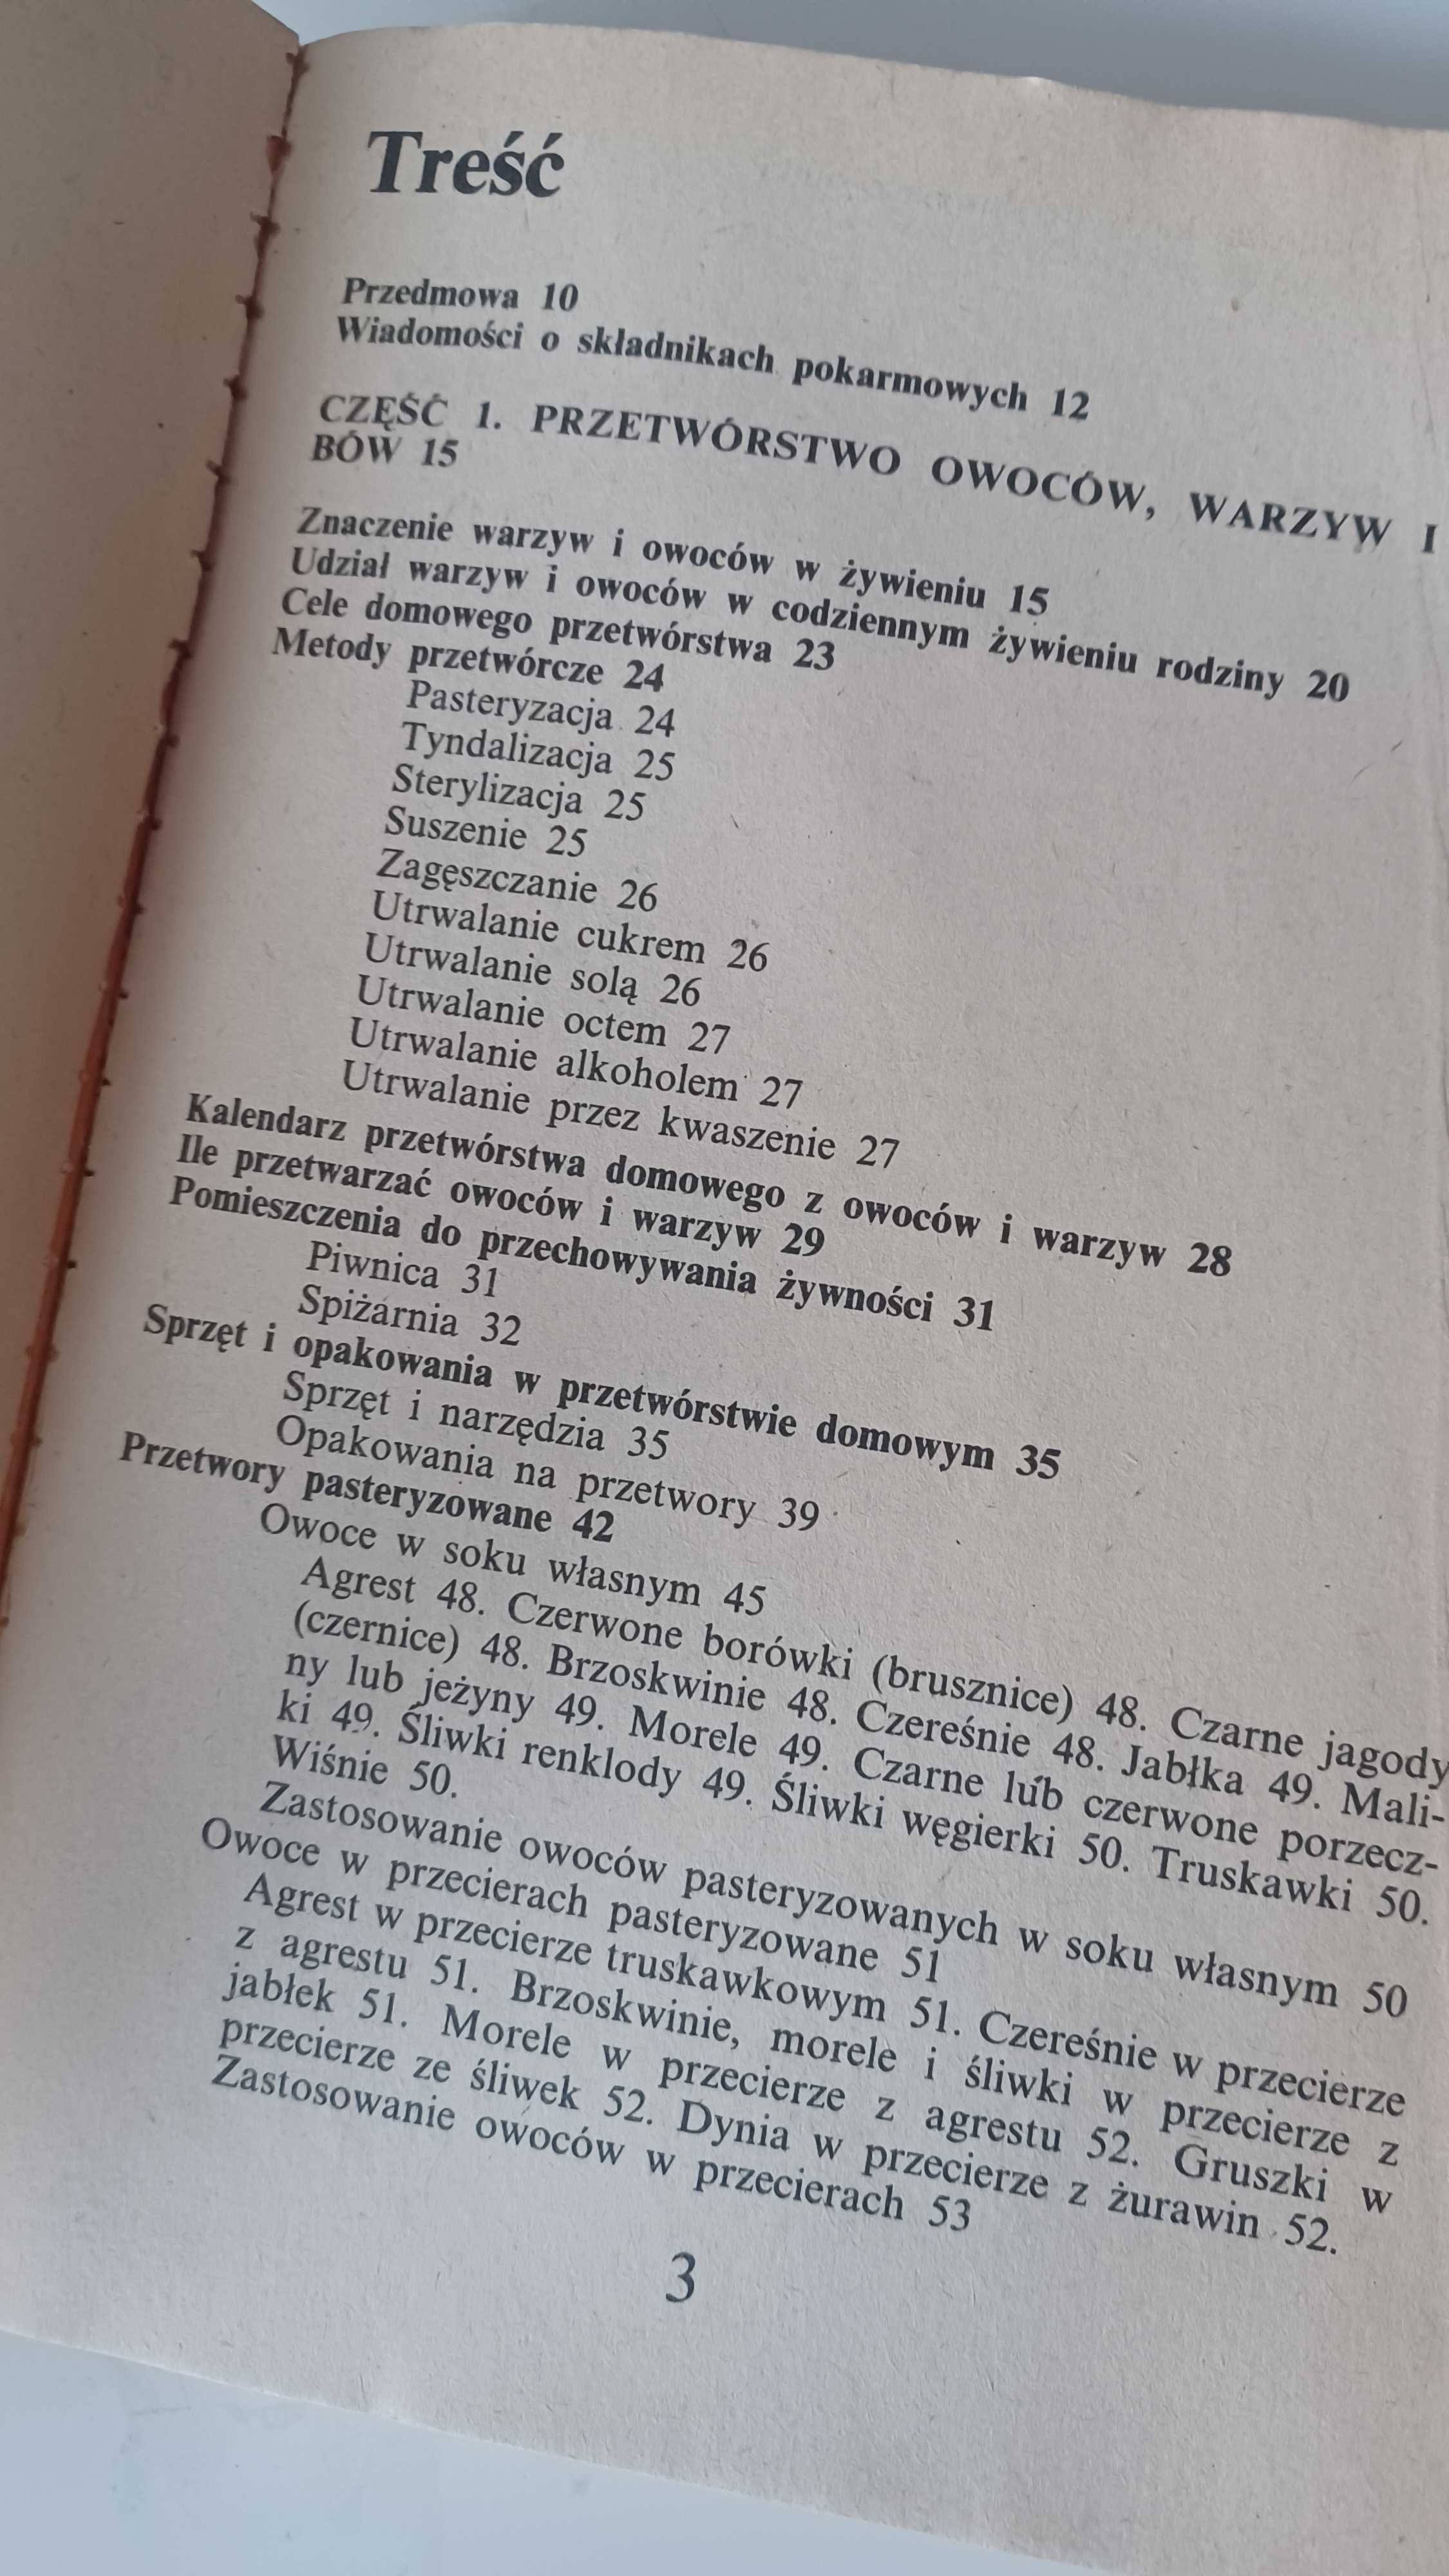 Treść
Przedmowa 10
Wiadomości o składnikach pokarmowych 12
CZĘŚĆ 1. PRZETWÓRSTWO OWOCÓW, WARZYW I
BÓW 15
Znaczenie warzyw i owoców w żywieniu 15
Udział warzyw i owoców w codziennym żywieniu rodziny 20
Cele domowego przetwórstwa 23
Metody przetwórcze 24
Pasteryzacja 24
Tyndalizacja 25
Sterylizacja 25
Suszenie 25
Zagęszczanie 26
Utrwalanie cukrem 26
Utrwalanie solą 26
Utrwalanie octem 27
Utrwalanie alkoholem 27
Utrwalanie przez kwaszenie 27
Kalendarz przetwórstwa domowego z owoców i warzyw 28
Ile przetwarzać owoców i warzyw 29
Pomieszczenia do przechowywania żywności 31
Piwnica 31
Spiżarnia 32
Sprzęt i opakowania w przetwórstwie domowym 35
Sprzęt i narzędzia 35
Opakowania na przetwory 39
Przetwory pasteryzowane 42
Owoce w soku własnym 45
Agrest 48. Czerwone borówki (brusznice) 48. Czarne jagody
(czernice) 48. Brzoskwinie 48. Czereśnie 48. Jabłka 49. Mali-
ny lub jeżyny 49. Morele 49. Czarne lub czerwone porzecz-
ki 49. Śliwki renklody 49. Śliwki węgierki 50. Truskawki 50.
Wiśnie 50.
Zastosowanie owoców pasteryzowanych w soku własnym 50
Owoce w przecierach pasteryzowane 51
Agrest w przecierze truskawkowym 51. Czereśnie w przecierze
z agrestu 51. Brzoskwinie, morele i śliwki w przecierze z
jabłek 51. Morele w przecierze z agrestu 52. Gruszki w
przecierze ze śliwek 52. Dynia w przecierze z żurawin 52.
Zastosowanie owoców w przecierach 53
3